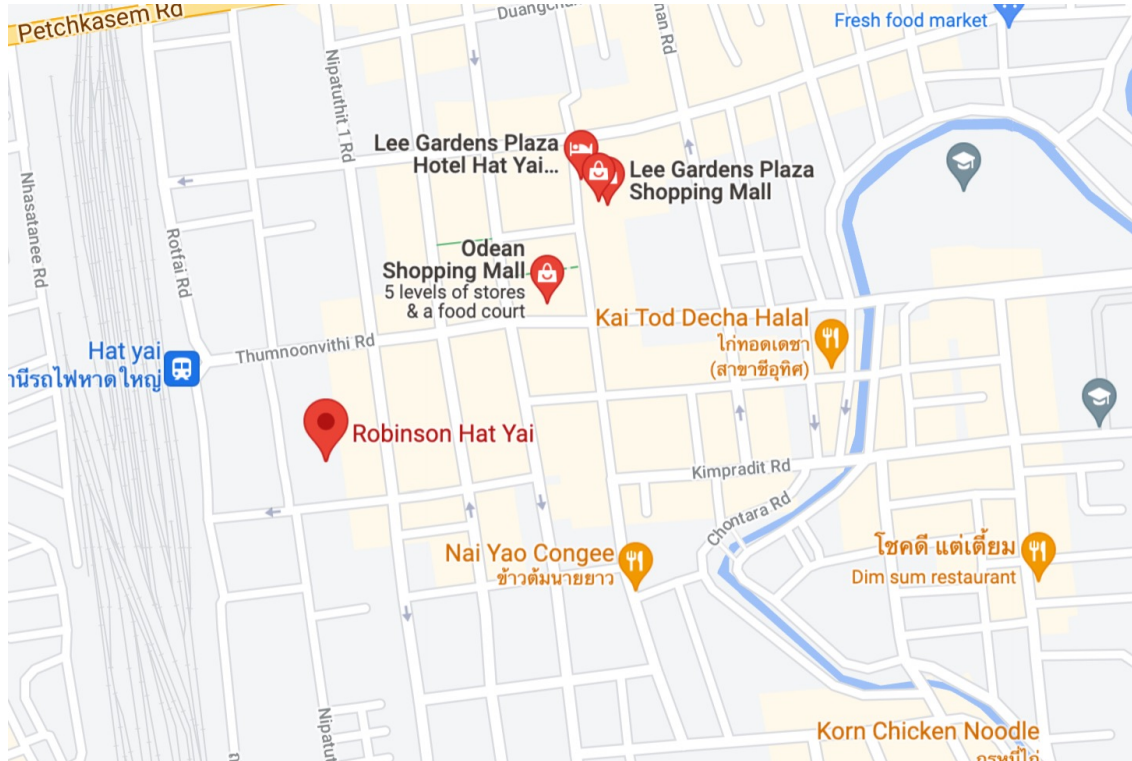 Petchkasem Rd
Fresh food market
Nipatuthit 1 Rd
Lee Gardens Plaza
Hotel Hat Yai...
Lee Gardens Plaza
Shopping Mall
Nhasatanee Rd
Rotfai Rd
Odean
Shopping Mall
5 levels of stores
& a food court
Kai Tod Decha Halal
ไก่ทอดเดชา
(สาขาชีอุทิศ)
Thumnoonvithi Rd
Hat yai
Robinson Hat Yai
Kimpradit Rd
Chontara Rd
Nai Yao Congee
ข้าวต้มนายยาว
โชคดี แต่เตี้ยม
Dim sum restaurant
Korn Chicken Noodle